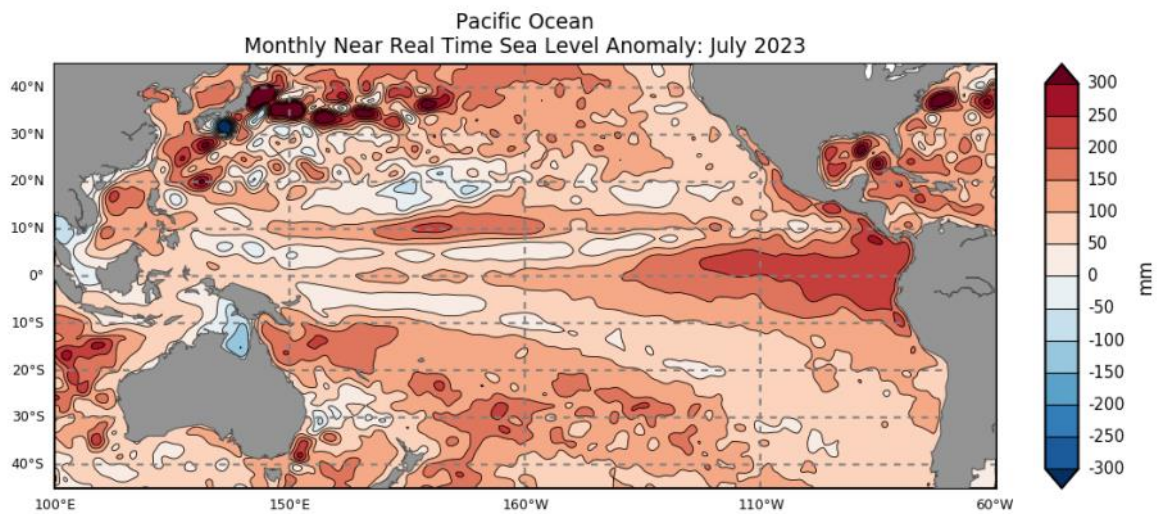 Pacific Ocean
Monthly Near Real Time Sea Level Anomaly: July 2023
40°N
30°N
20°N
10°N
0°
10°S
20°S
30°S
40°S
100°E 150°E 160°W 110°W 60°W
300
250
200
150
100
50
0
-50
-100
-150
-200
-250
-300
mm